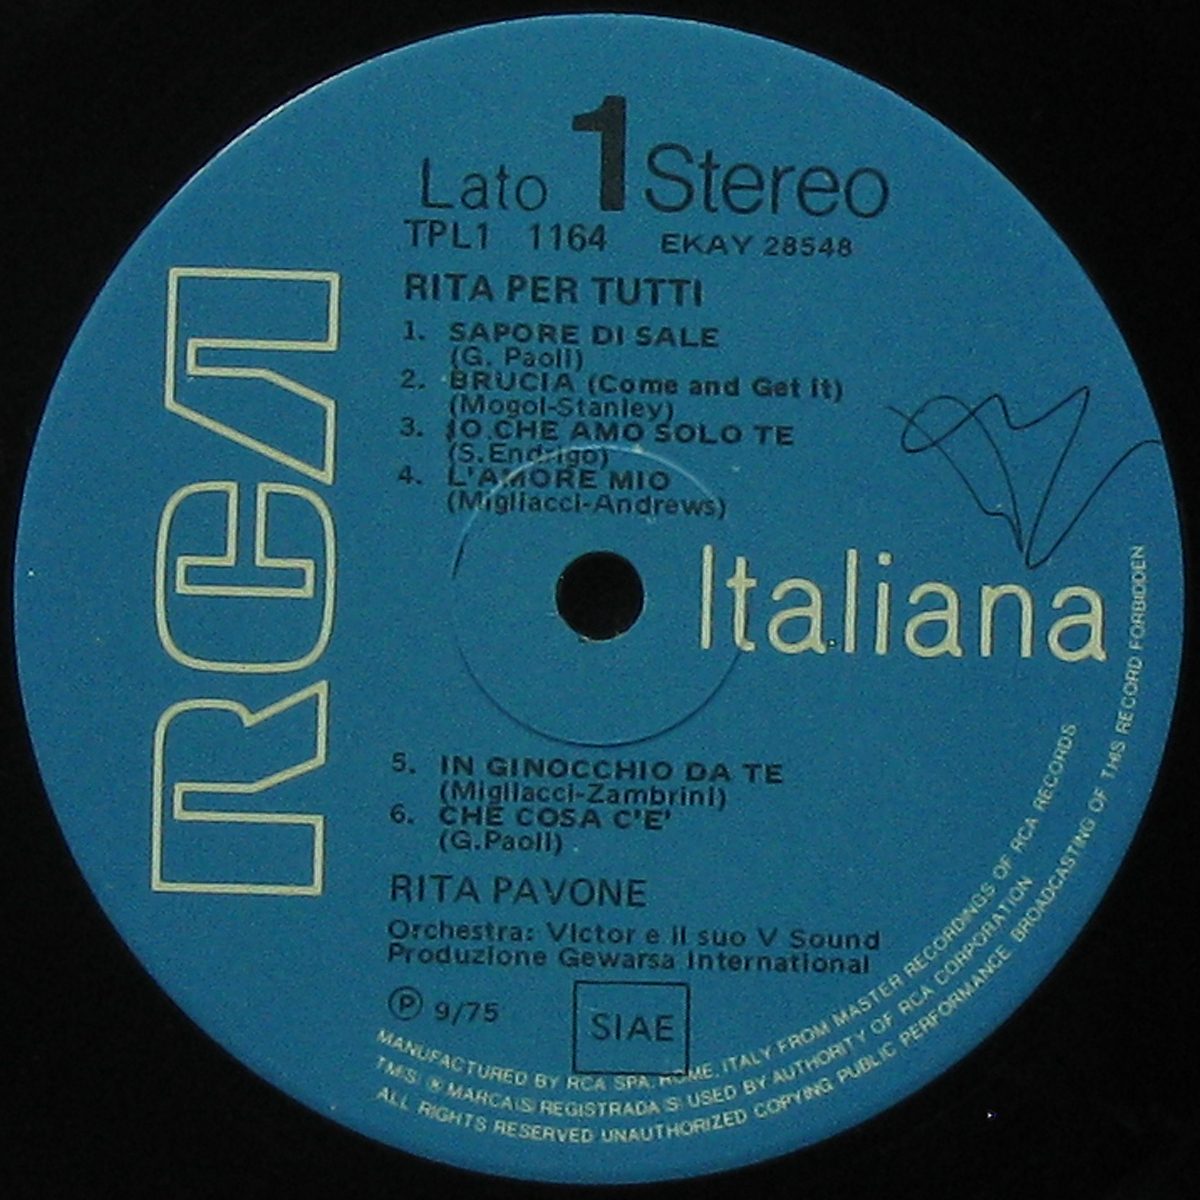 Lato 1 Stereo
TPL1 1164 EKAY 28548
RITA PER TUTTI
1. SAPORE DI SALE
(G. Paoli)
2. BRUCIA (Come and Get it)
(Mogol-Stanley)
3. IO CHE AMO SOLO TE
(S.Endrigo)
4. L'AMORE MIO
(Migliacci-Andrews)
RCA
Italiana
5. IN GINOCCHIO DA TE
(Migliacci-Zambrini)
6. CHE COSA C'E'
(G.Paoli)
RITA PAVONE
Orchestra: Victor e il suo V Sound
Produzione Gewarsa International
Ⓟ 9/75
SIAE
MANUFACTURED BY RCA SPA, ROME, ITALY FROM MASTER RECORDINGS OF RCA RECORDS
TM(S) ® MARCA(S) REGISTRADA(S) USED BY AUTHORITY OF RCA CORPORATION
ALL RIGHTS RESERVED UNAUTHORIZED COPYING PUBLIC PERFORMANCE BROADCASTING OF THIS RECORD FORBIDDEN